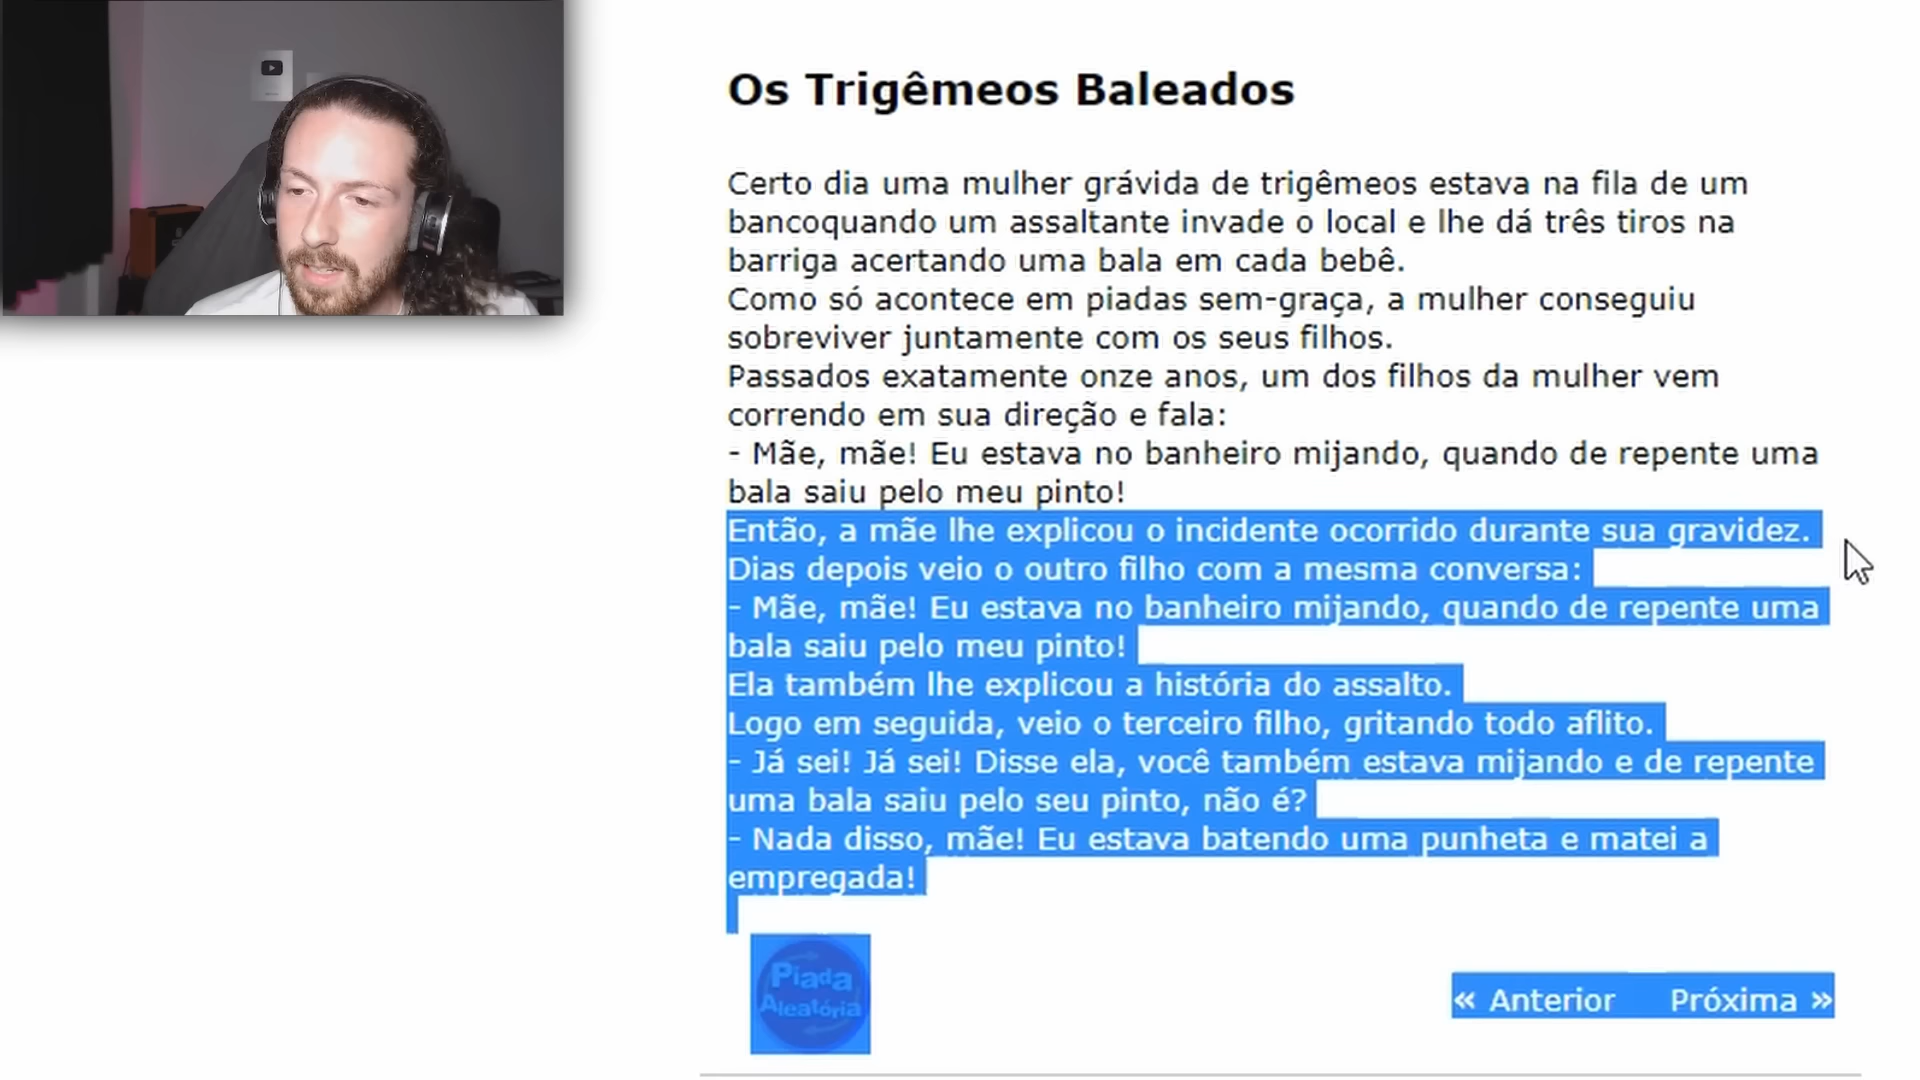 Os Trigêmeos Baleados
Certo dia uma mulher grávida de trigêmeos estava na fila de um
bancoquando um assaltante invade o local e lhe dá três tiros na
barriga acertando uma bala em cada bebê.
Como só acontece em piadas sem-graça, a mulher conseguiu
sobreviver juntamente com os seus filhos.
Passados exatamente onze anos, um dos filhos da mulher vem
correndo em sua direção e fala:
- Mãe, mãe! Eu estava no banheiro mijando, quando de repente uma
bala saiu pelo meu pinto!
Então, a mãe lhe explicou o incidente ocorrido durante sua gravidez.
Dias depois veio o outro filho com a mesma conversa:
- Mãe, mãe! Eu estava no banheiro mijando, quando de repente uma
bala saiu pelo meu pinto!
Ela também lhe explicou a história do assalto.
Logo em seguida, veio o terceiro filho, gritando todo aflito.
- Já sei! Já sei! Disse ela, você também estava mijando e de repente
uma bala saiu pelo seu pinto, não é?
- Nada disso, mãe! Eu estava batendo uma punheta e matei a
empregada!
Piada
Aleatória
« Anterior Próxima »